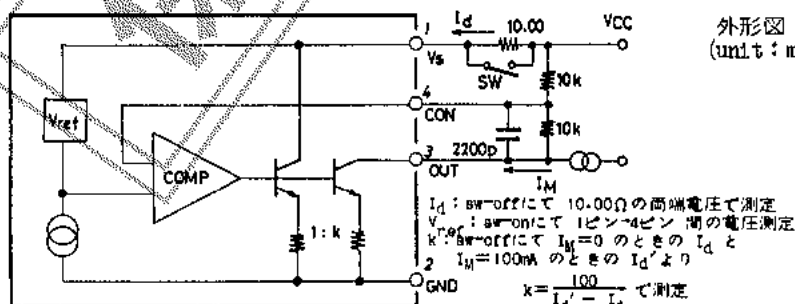 1
Id
10.00
VCC
外形図
(unit : m
Vs
SW
10k
4
CON
Vref
10k
COMP
2200p
3
OUT
IM
1 : k
2
GND
Id : sw-offにて 10.00Ωの両端電圧で測定
Vref : sw-onにて 1ピン-4ピン 間の電圧測定
k : sw-offにて IM=0 のときの Id と
IM=100mA のときの Id'より
k= 100 / Id' - Id で測定